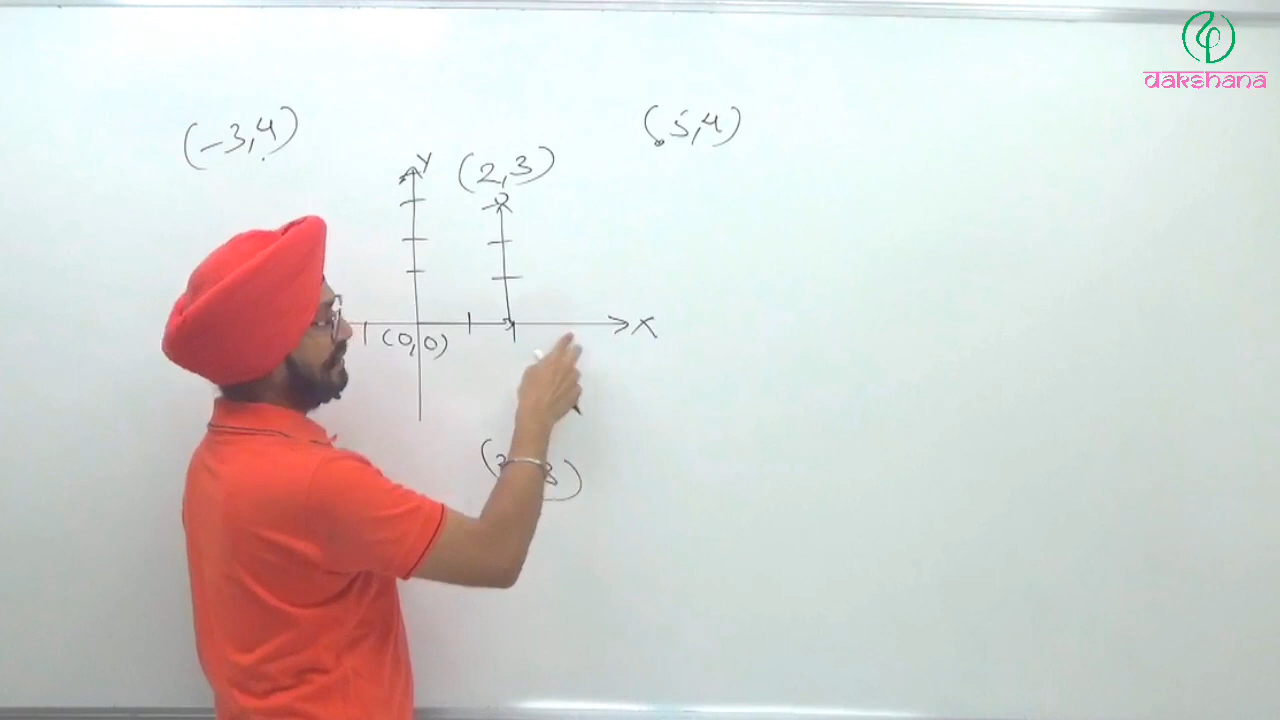 dakshana
(-3,4)
(5,4)
Y
(2,3)
X
(0,0)